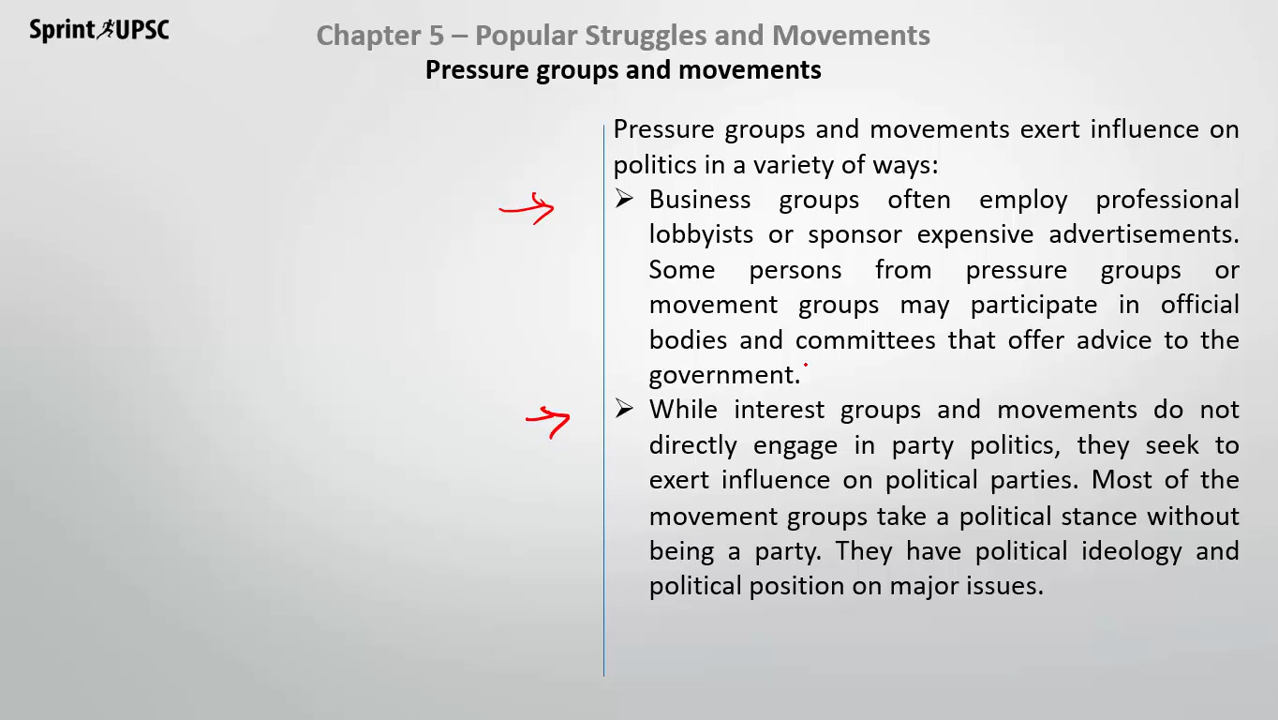 Sprint UPSC
Chapter 5 – Popular Struggles and Movements
Pressure groups and movements
Pressure groups and movements exert influence on
politics in a variety of ways:
➢ Business groups often employ professional
lobbyists or sponsor expensive advertisements.
Some persons from pressure groups or
movement groups may participate in official
bodies and committees that offer advice to the
government.
➢ While interest groups and movements do not
directly engage in party politics, they seek to
exert influence on political parties. Most of the
movement groups take a political stance without
being a party. They have political ideology and
political position on major issues.